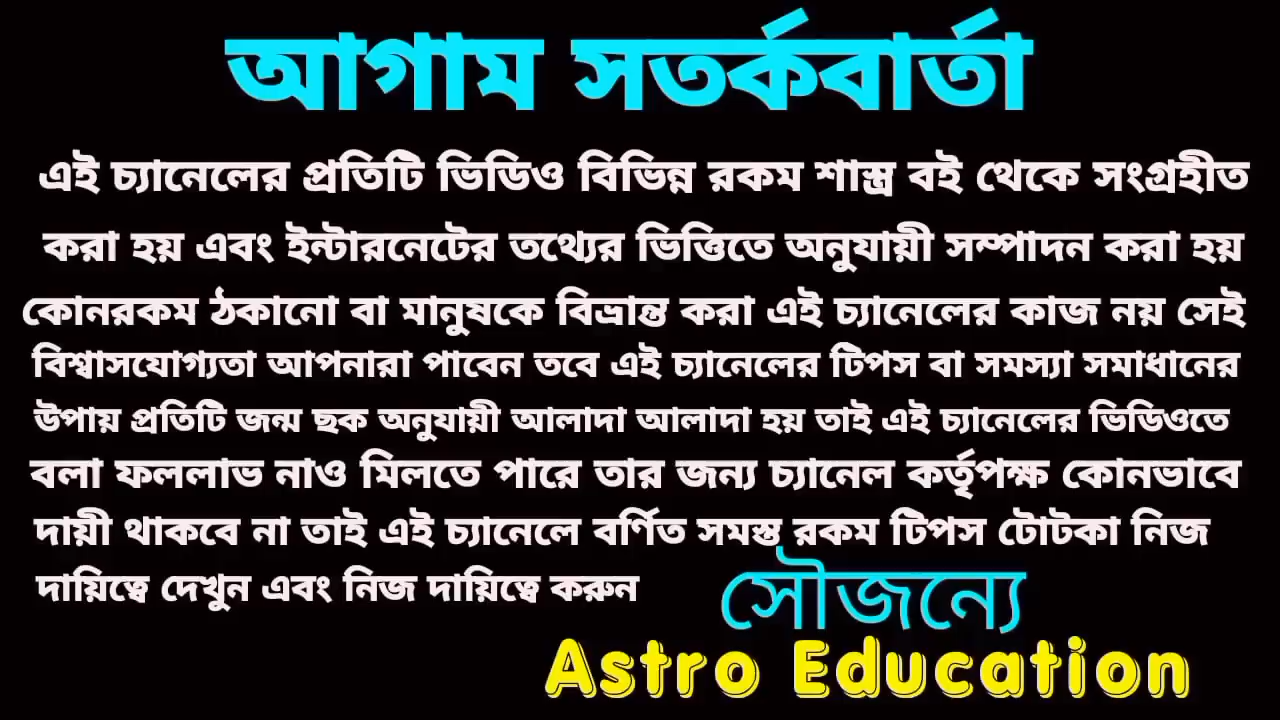 আগাম সতর্কবার্তা
এই চ্যানেলের প্রতিটি ভিডিও বিভিন্ন রকম শাস্ত্র বই থেকে সংগ্রহীত
করা হয় এবং ইন্টারনেটের তথ্যের ভিত্তিতে অনুযায়ী সম্পাদন করা হয়
কোনরকম ঠকানো বা মানুষকে বিভ্রান্ত করা এই চ্যানেলের কাজ নয় সেই
বিশ্বাসযোগ্যতা আপনারা পাবেন তবে এই চ্যানেলের টিপস বা সমস্যা সমাধানের
উপায় প্রতিটি জন্ম ছক অনুযায়ী আলাদা আলাদা হয় তাই এই চ্যানেলের ভিডিওতে
বলা ফললাভ নাও মিলতে পারে তার জন্য চ্যানেল কর্তৃপক্ষ কোনভাবে
দায়ী থাকবে না তাই এই চ্যানেলে বর্ণিত সমস্ত রকম টিপস টোটকা নিজ
দায়িত্বে দেখুন এবং নিজ দায়িত্বে করুন
সৌজন্যে
Astro Education